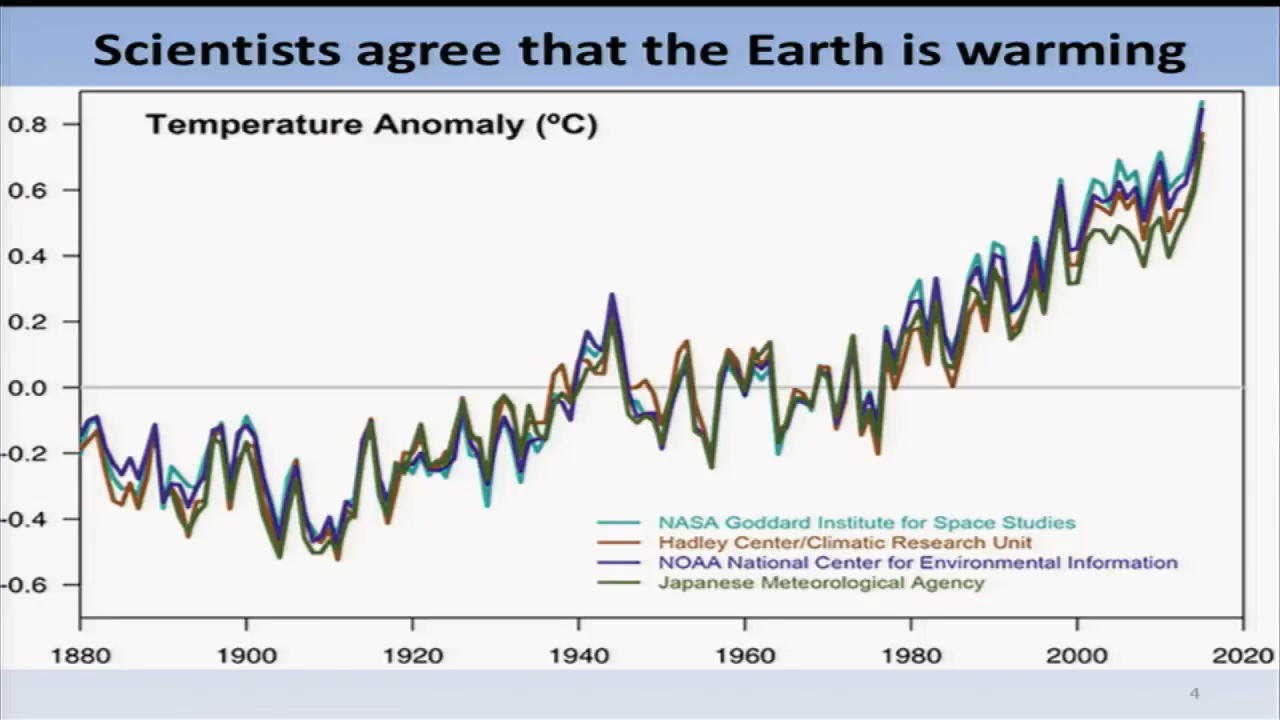 Scientists agree that the Earth is warming
Temperature Anomaly (ºC)
0.8
0.6
0.4
0.2
0.0
-0.2
-0.4
-0.6
NASA Goddard Institute for Space Studies
Hadley Center/Climatic Research Unit
NOAA National Center for Environmental Information
Japanese Meteorological Agency
1880 1900 1920 1940 1960 1980 2000 2020
4